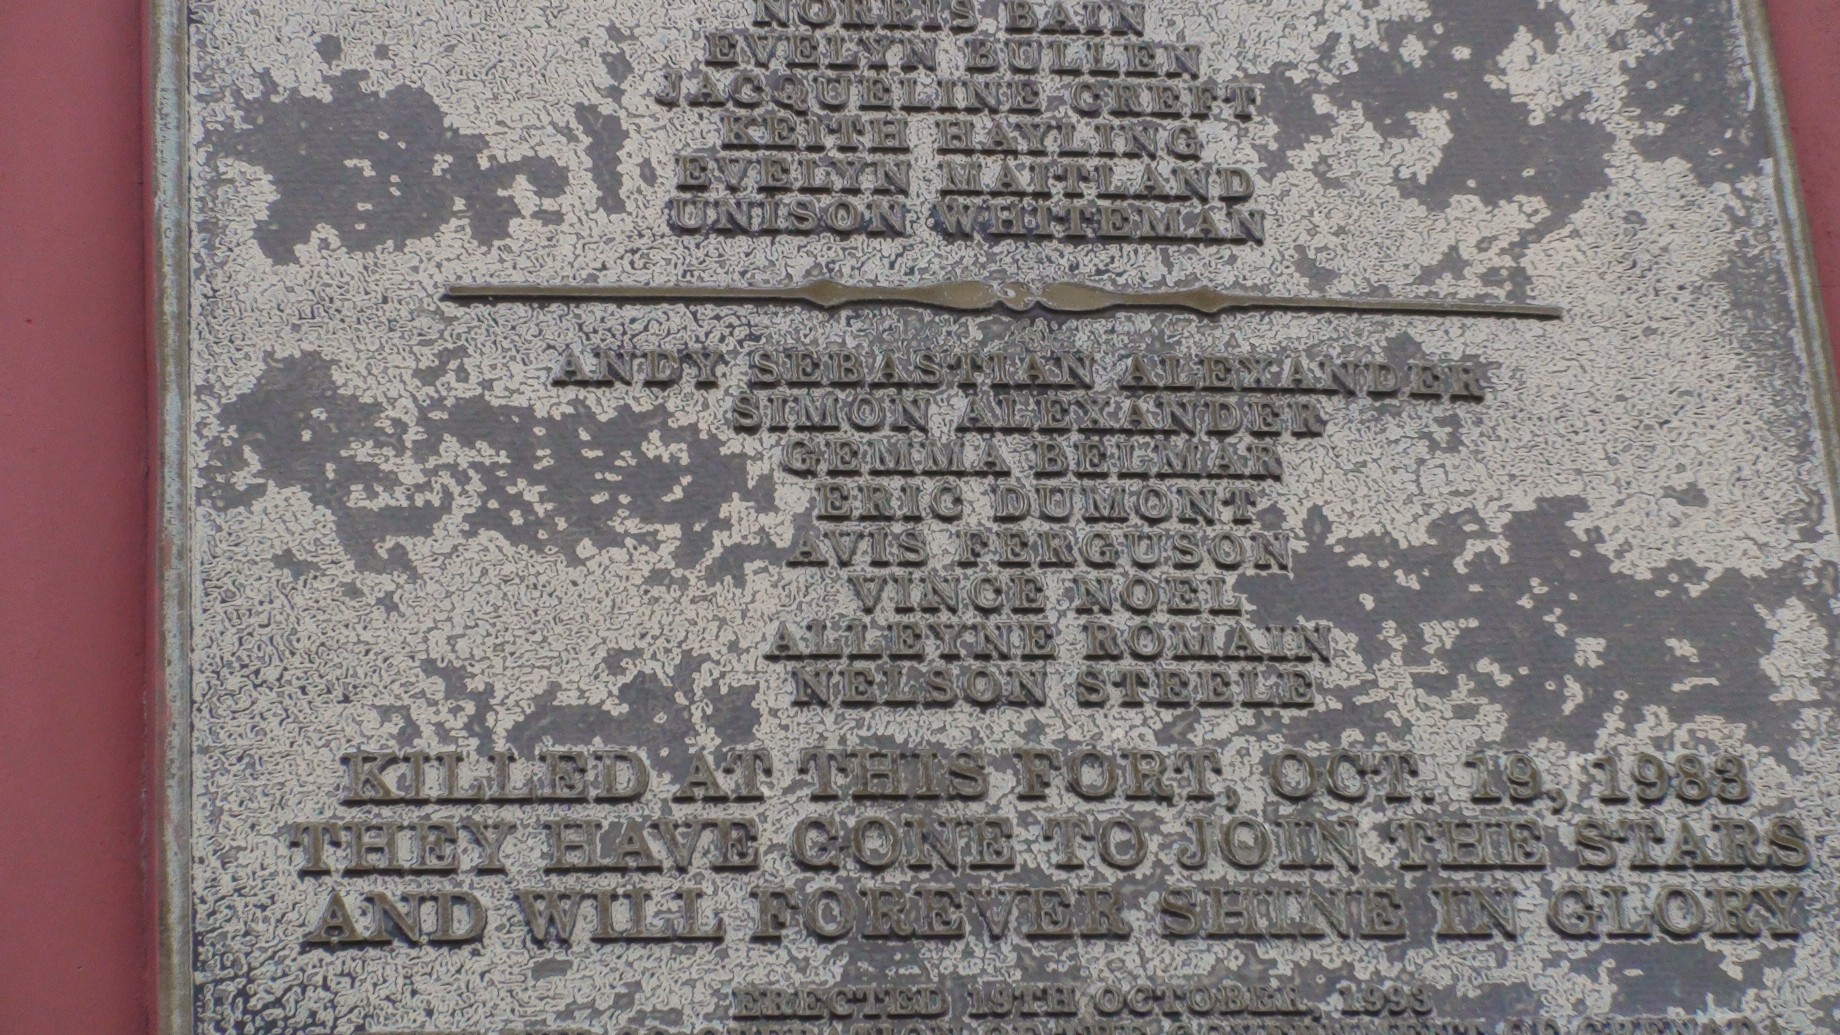 NORRIS BAIN
EVELYN BULLEN
JACQUELINE CREFT
KEITH HAYLING
EVELYN MAITLAND
UNISON WHITEMAN
ANDY SEBASTIAN ALEXANDER
SIMON ALEXANDER
GEMMA BELMAR
ERIC DUMONT
AVIS FERGUSON
VINCE NOEL
ALLEYNE ROMAIN
NELSON STEELE
KILLED AT THIS FORT, OCT. 19, 1983
THEY HAVE GONE TO JOIN THE STARS
AND WILL FOREVER SHINE IN GLORY
ERECTED 19TH OCTOBER, 1993